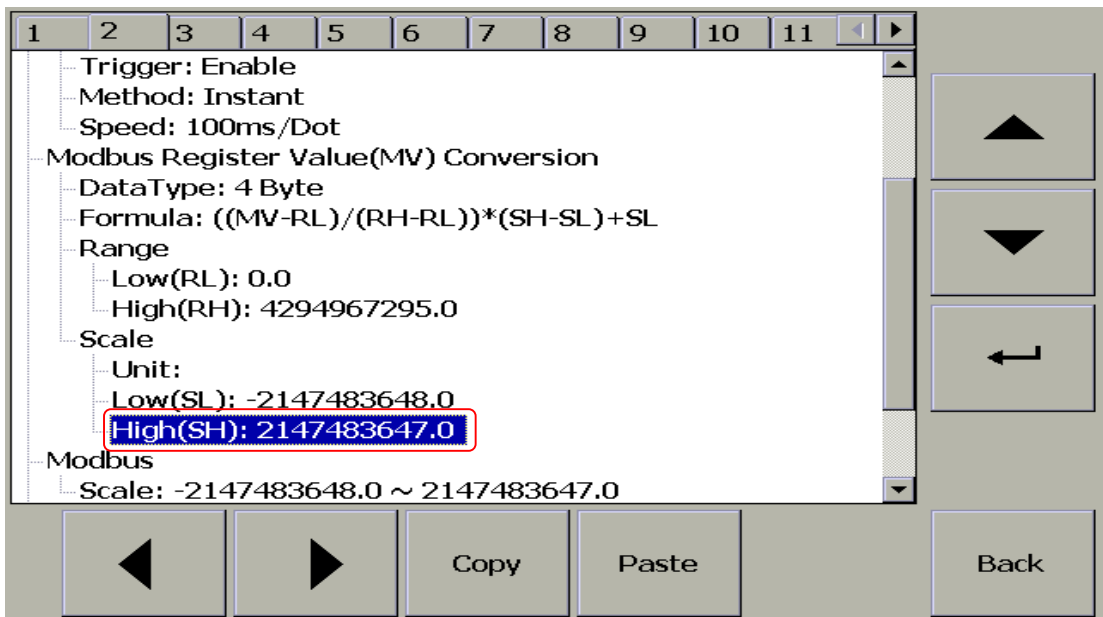 1 2 3 4 5 6 7 8 9 10 11
Trigger: Enable
Method: Instant
Speed: 100ms/Dot
Modbus Register Value(MV) Conversion
DataType: 4 Byte
Formula: ((MV-RL)/(RH-RL))*(SH-SL)+SL
Range
Low(RL): 0.0
High(RH): 4294967295.0
Scale
Unit:
Low(SL): -2147483648.0
High(SH): 2147483647.0
Modbus
Scale: -2147483648.0 ~ 2147483647.0
Copy Paste Back